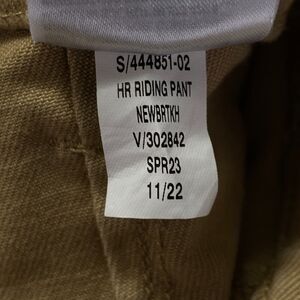 S/444851-02
HR RIDING PANT
NEWBRTKH
V/302842
SPR23
11/22